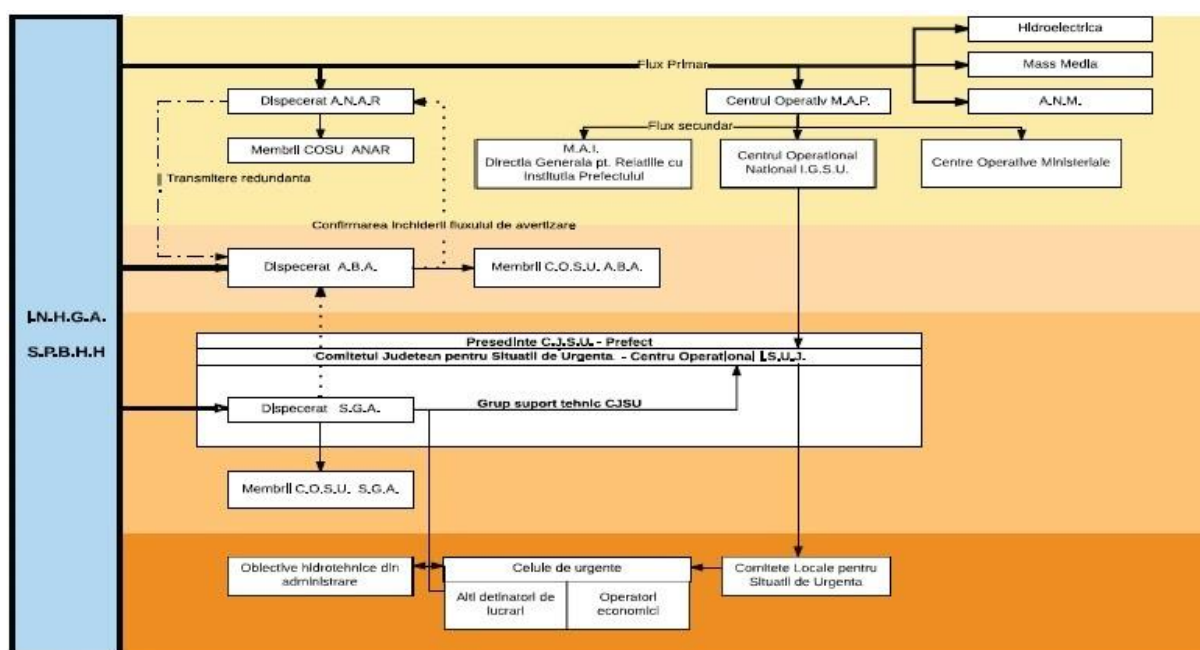 Hidroelectrica
Flux Primar
Mass Media
Dispecerat A.N.A.R
Centrul Operativ M.A.P.
A.N.M.
Flux secundar
Membrii COSU ANAR
M.A.I.
Directia Generala pt. Relatiile cu
Institutia Prefectului
Centrul Operational
National I.G.S.U.
Centre Operative Ministeriale
Transmitere redundanta
Confirmarea inchiderii fluxului de avertizare
Dispecerat A.B.A.
Membrii C.O.S.U. A.B.A.
I.N.H.G.A.
S.P.B.H.H
Presedinte C.J.S.U. - Prefect
Comitetul Judetean pentru Situatii de Urgenta - Centru Operational I.S.U.J.
Dispecerat S.G.A.
Grup suport tehnic CJSU
Membrii C.O.S.U. S.G.A.
Obiective hidrotehnice din
administrare
Celule de urgente
Comitete Locale pentru
Situatii de Urgenta
Alti detinatori de
lucrari
Operatori
economici